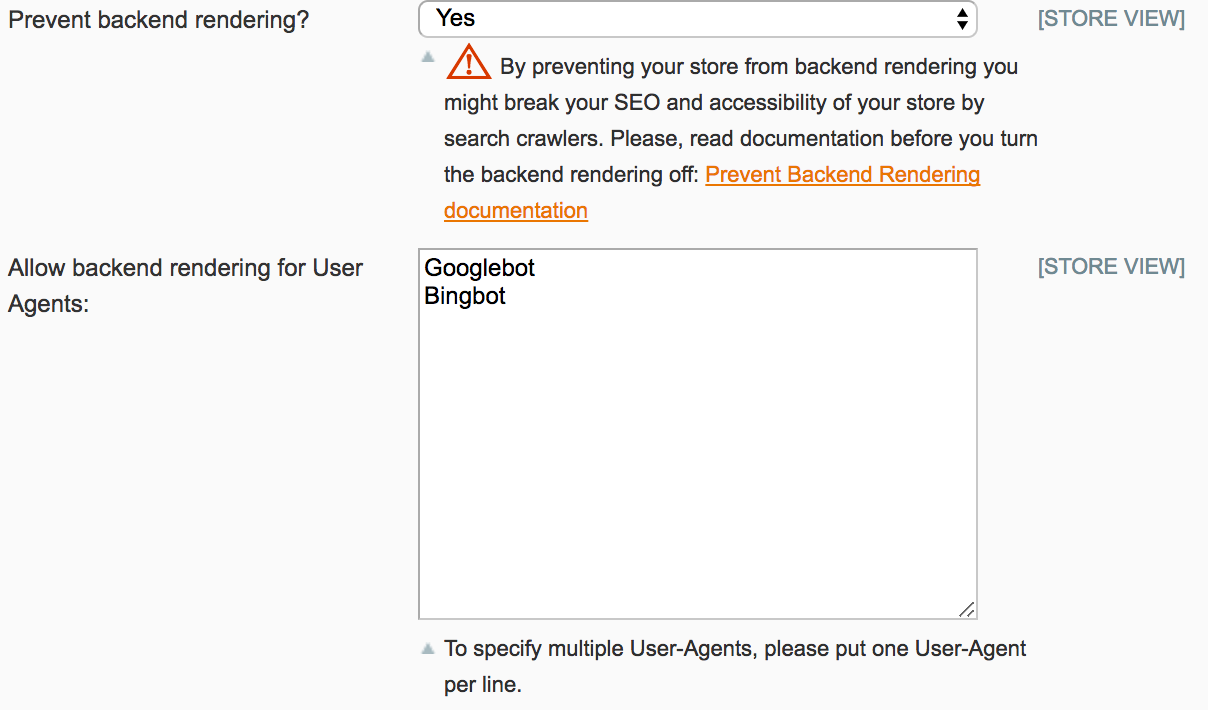 Prevent backend rendering?
Yes
[STORE VIEW]
By preventing your store from backend rendering you
might break your SEO and accessibility of your store by
search crawlers. Please, read documentation before you turn
the backend rendering off: Prevent Backend Rendering
documentation
Allow backend rendering for User
Agents:
Googlebot
Bingbot
[STORE VIEW]
To specify multiple User-Agents, please put one User-Agent
per line.